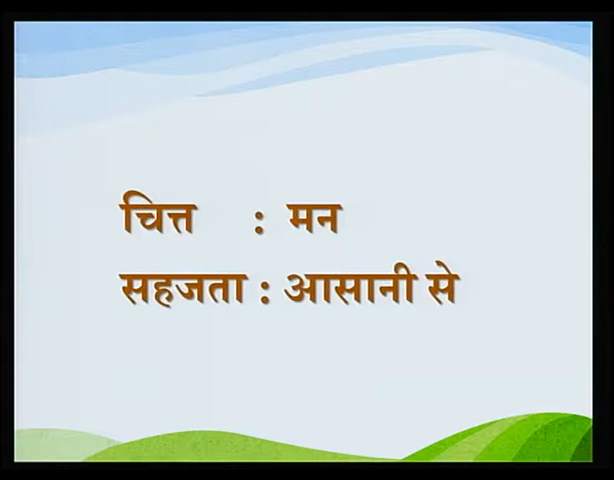 चित्त : मन
सहजता : आसानी से